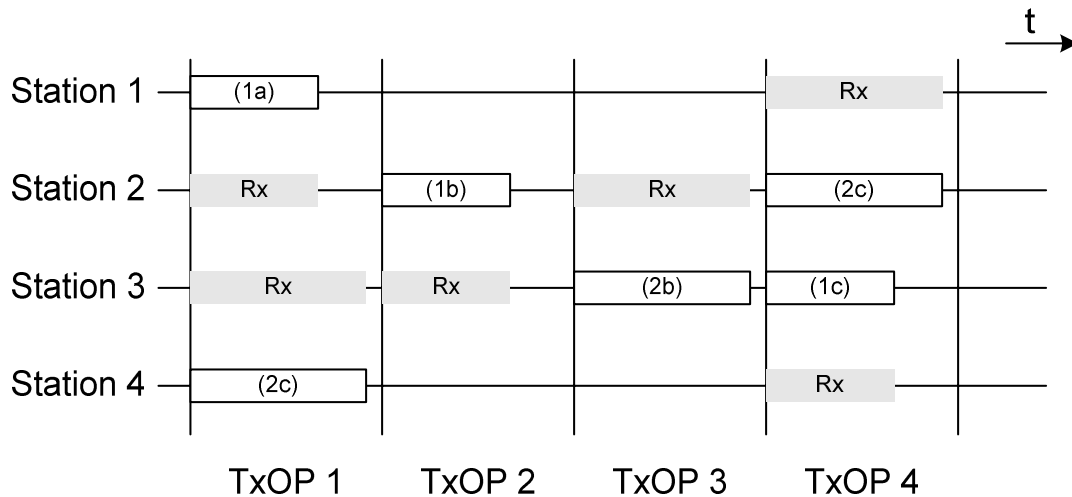 t
Station 1 (1a) Rx
Station 2 Rx (1b) Rx (2c)
Station 3 Rx Rx (2b) (1c)
Station 4 (2c) Rx
TxOP 1 TxOP 2 TxOP 3 TxOP 4